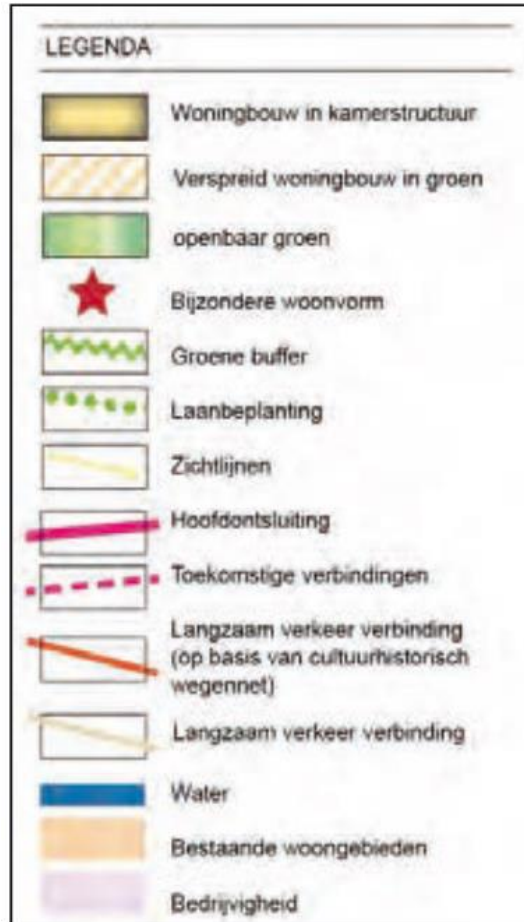 LEGENDA
Woningbouw in kamerstructuur
Verspreid woningbouw in groen
openbaar groen
Bijzondere woonvorm
Groene buffer
Laanbeplanting
Zichtlijnen
Hoofdontsluiting
Toekomstige verbindingen
Langzaam verkeer verbinding
(op basis van cultuurhistorisch
wegennet)
Langzaam verkeer verbinding
Water
Bestaande woongebieden
Bedrijvigheid